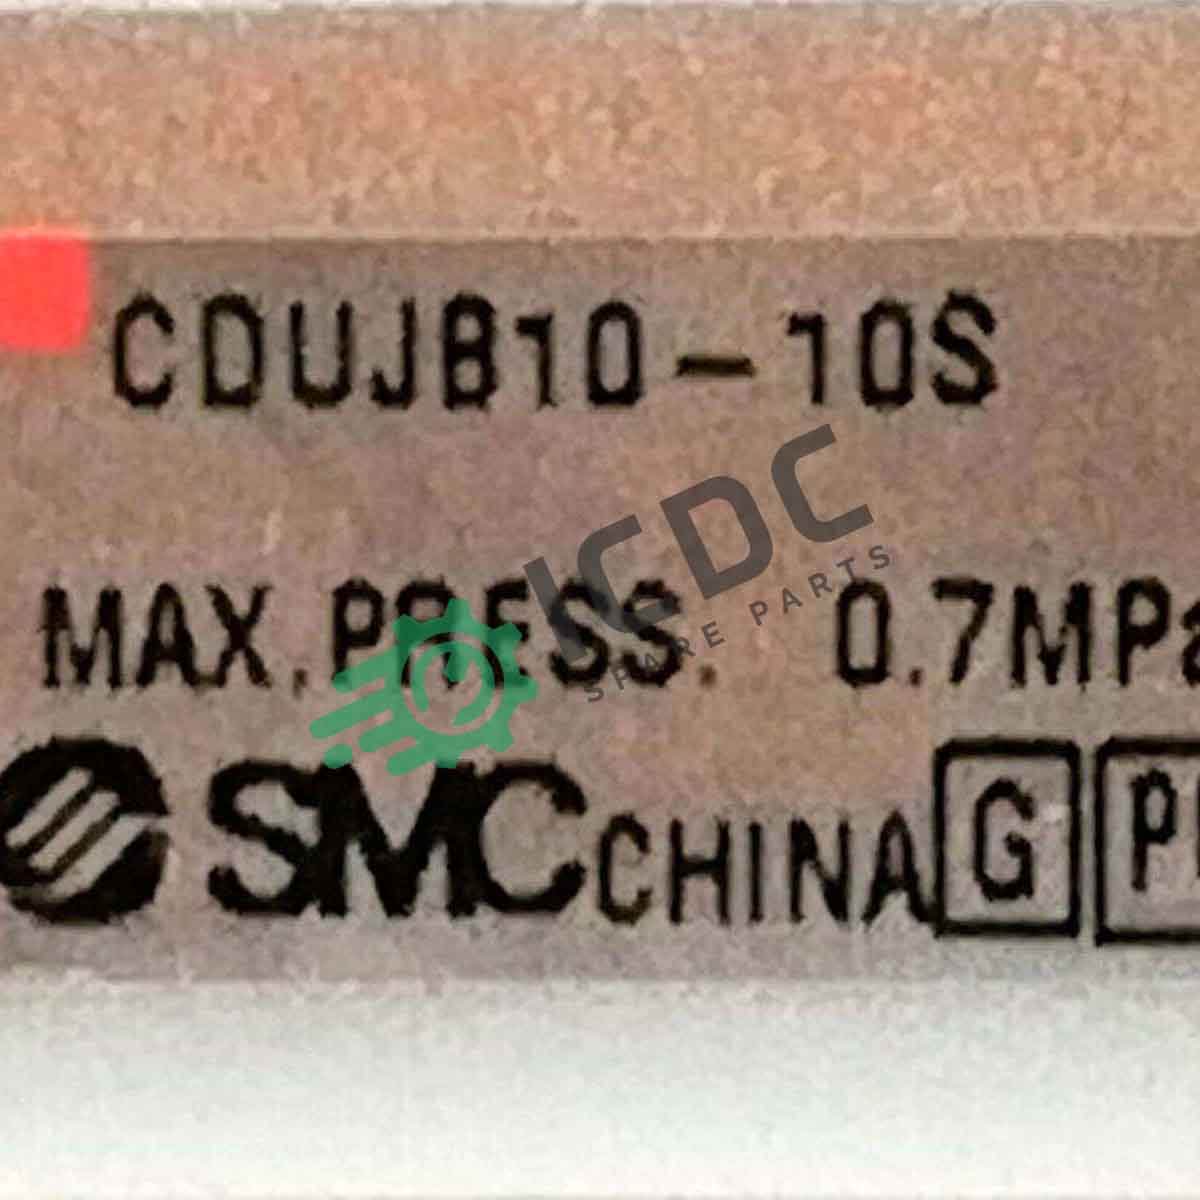 CDUJB10-10S
ICDC
SPARE PARTS
MAX.PRESS. 0.7MPa
SMC CHINA G